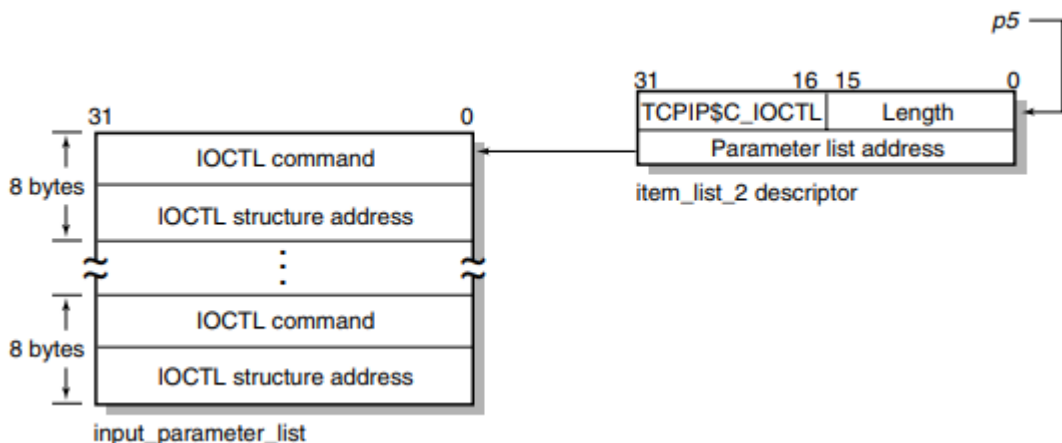 p5
31 16 15 0
TCPIP$C_IOCTL Length
Parameter list address
item_list_2 descriptor
31 0
8 bytes
IOCTL command
IOCTL structure address
8 bytes
IOCTL command
IOCTL structure address
input_parameter_list